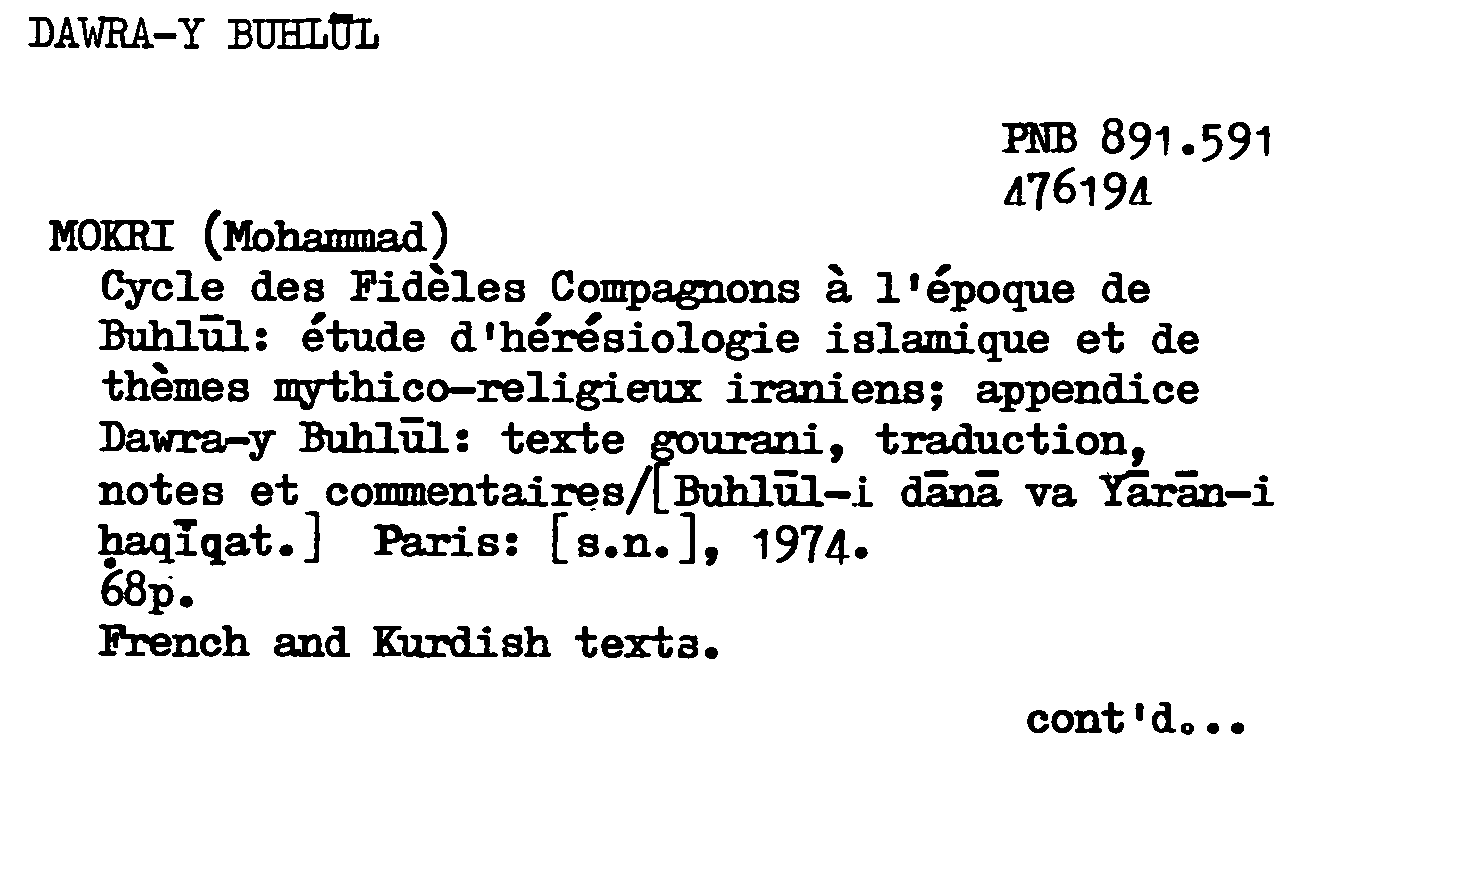 DAWRA-Y BUHLŪL
PNB 891.591
476194
MOKRI (Mohammad)
Cycle des Fidèles Compagnons à l'époque de
Buhlūl: étude d'hérésiologie islamique et de
thèmes mythico-religieux iraniens; appendice
Dawra-y Buhlūl: texte gourani, traduction,
notes et commentaires/[Buhlūl-i dānā va Yārān-i
ḥaqīqat.] Paris: [s.n.], 1974.
68p.
French and Kurdish texts.
cont'd...